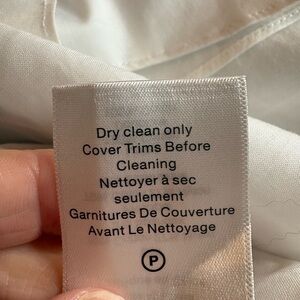 Dry clean only
Cover Trims Before
Cleaning
Nettoyer à sec
seulement
Garnitures De Couverture
Avant Le Nettoyage
P